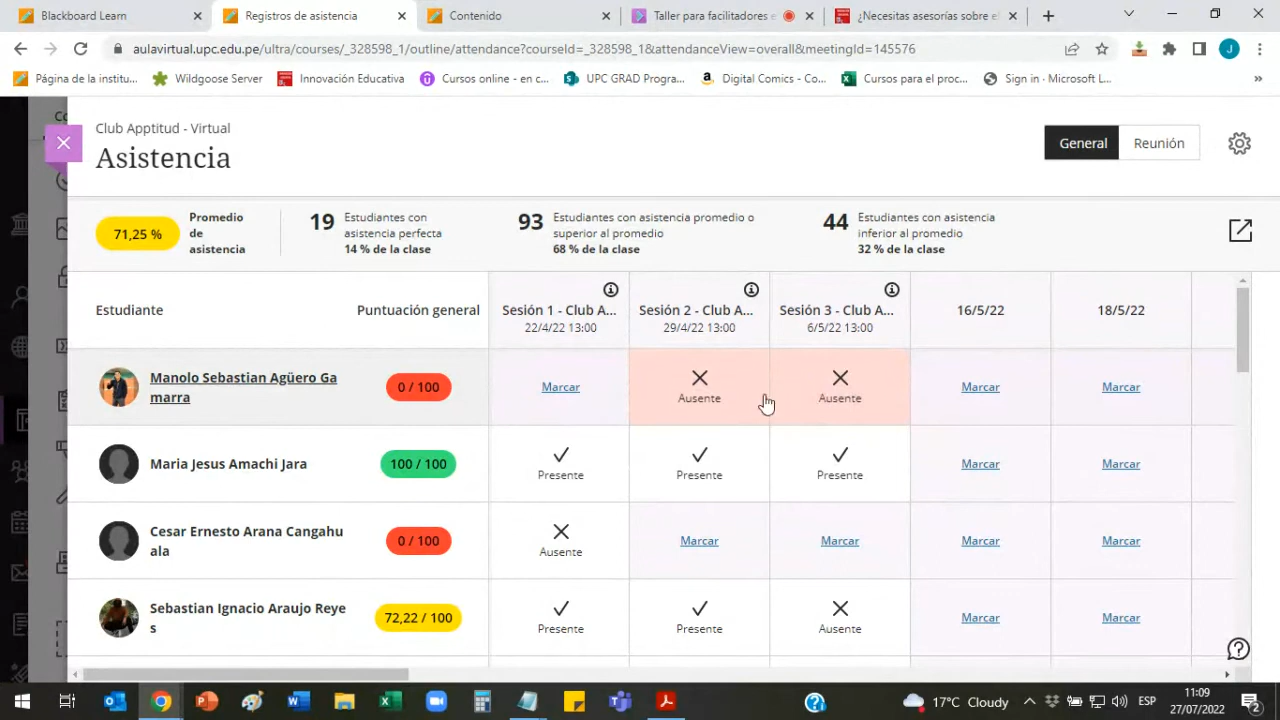 Blackboard Learn
Registros de asistencia
Contenido
Taller para facilitadores e
¿Necesitas asesorías sobre e
aulavirtual.upc.edu.pe/ultra/courses/_328598_1/outline/attendance?courseId=_328598_1&attendanceView=overall&meetingId=145576
J
Página de la institu...
Wildgoose Server
Innovación Educativa
Cursos online - en c...
UPC GRAD Progra...
Digital Comics - Co...
Cursos para el proc...
Sign in - Microsoft L...
»
Co
Club Apptitud - Virtual
Asistencia
General
Reunión
71,25 %
Promedio de asistencia
19
Estudiantes con asistencia perfecta
14 % de la clase
93
Estudiantes con asistencia promedio o superior al promedio
68 % de la clase
44
Estudiantes con asistencia inferior al promedio
32 % de la clase
Estudiante
Puntuación general
Sesión 1 - Club A...
22/4/22 13:00
Sesión 2 - Club A...
29/4/22 13:00
Sesión 3 - Club A...
6/5/22 13:00
16/5/22
18/5/22
Manolo Sebastian Agüero Ga
marra
0 / 100
Marcar
Ausente
Ausente
Marcar
Marcar
Maria Jesus Amachi Jara
100 / 100
Presente
Presente
Presente
Marcar
Marcar
Cesar Ernesto Arana Cangahu
ala
0 / 100
Ausente
Marcar
Marcar
Marcar
Marcar
Sebastian Ignacio Araujo Reye
s
72,22 / 100
Presente
Presente
Ausente
Marcar
Marcar
17°C Cloudy
ESP
11:09
27/07/2022
2